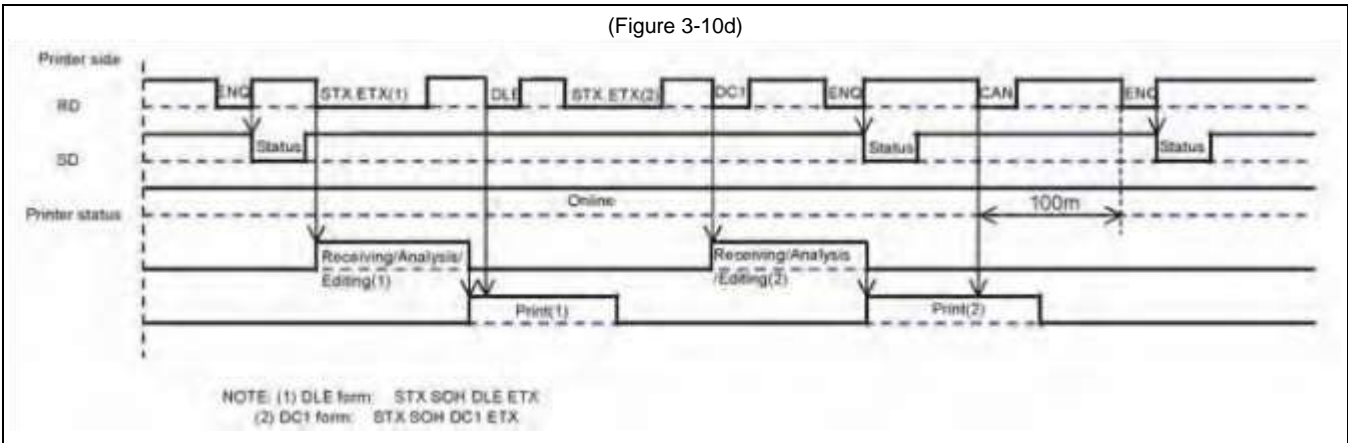 (Figure 3-10d)
Printer side
RD
ENQ
STX ETX(1)
DLE
STX ETX(2)
DC1
ENQ
CAN
ENQ
SD
Status
Status
Status
Printer status
Online
100m
Receiving/Analysis/
Editing(1)
Receiving/Analysis
/Editing(2)
Print(1)
Print(2)
NOTE: (1) DLE form: STX SOH DLE ETX
(2) DC1 form: STX SOH DC1 ETX